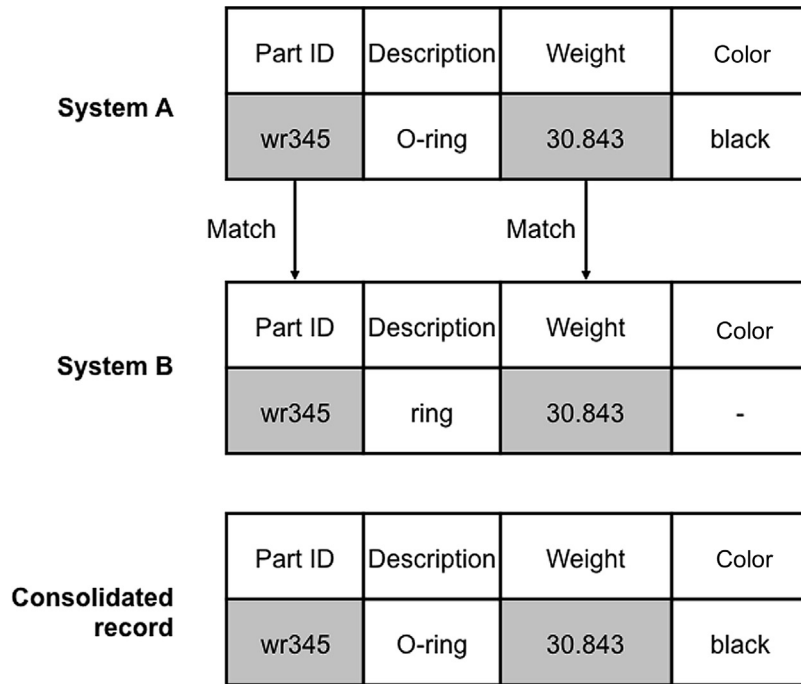 Part ID Description Weight Color
System A
wr345 O-ring 30.843 black
Match Match
Part ID Description Weight Color
System B
wr345 ring 30.843 -
Part ID Description Weight Color
Consolidated
record
wr345 O-ring 30.843 black